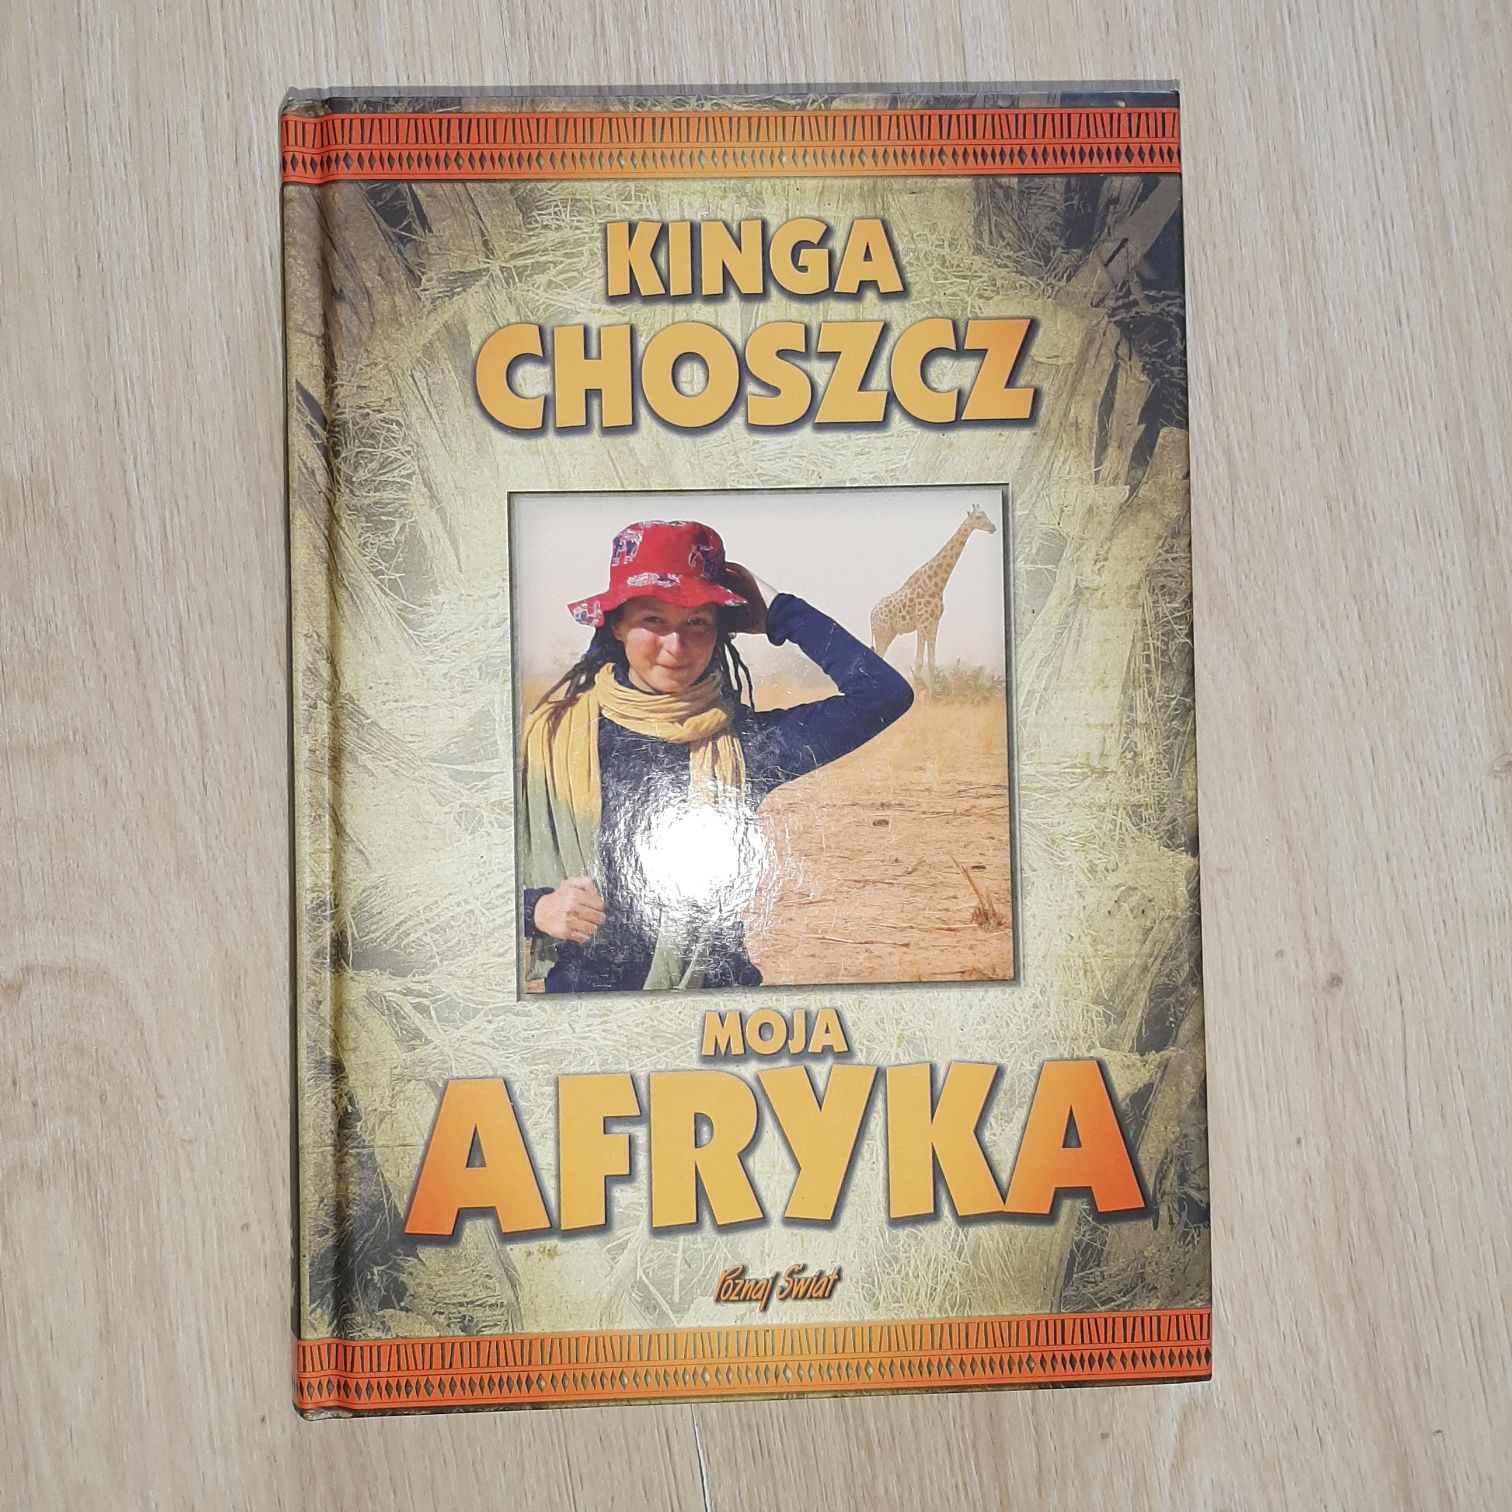 KINGA
CHOSZCZ
MOJA
AFRYKA
Poznaj Świat